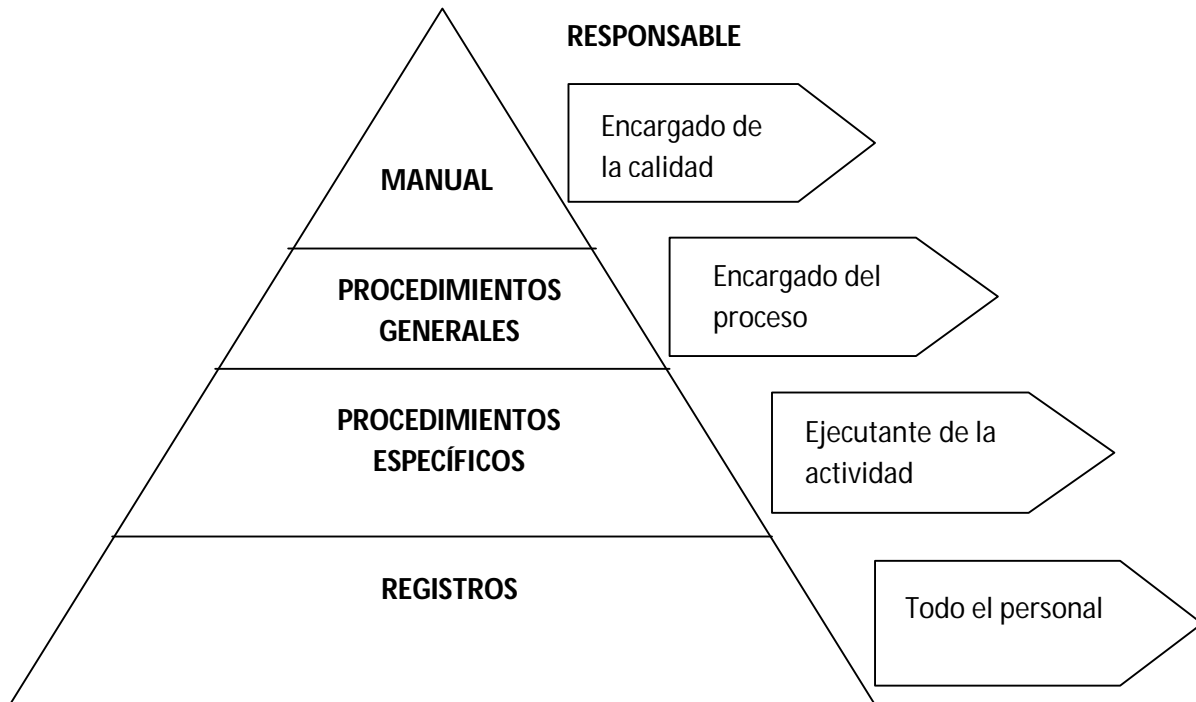 RESPONSABLE
Encargado de
la calidad
MANUAL
Encargado del
proceso
PROCEDIMIENTOS
GENERALES
PROCEDIMIENTOS
ESPECÍFICOS
Ejecutante de la
actividad
REGISTROS
Todo el personal